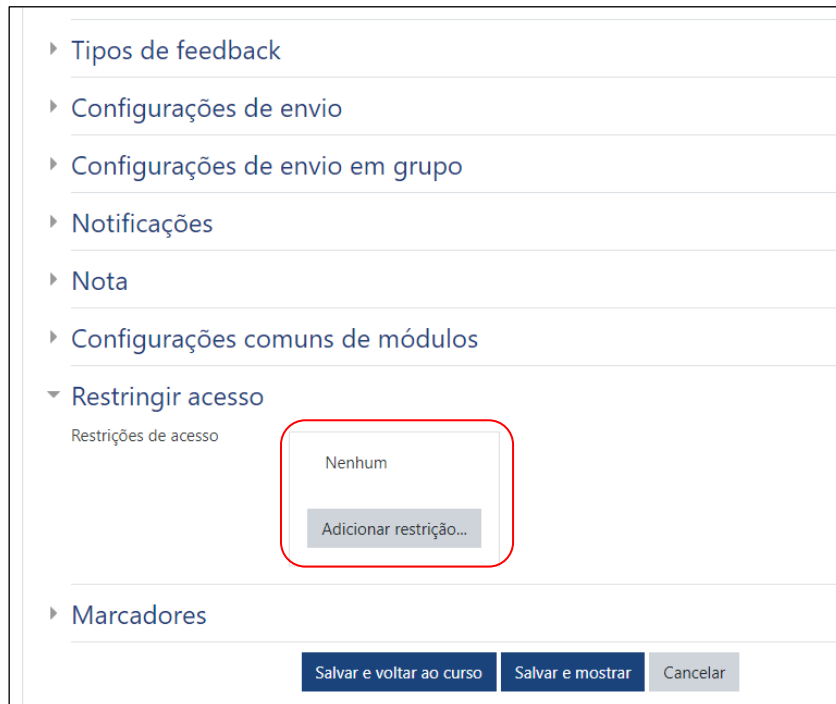 Tipos de feedback
Configurações de envio
Configurações de envio em grupo
Notificações
Nota
Configurações comuns de módulos
Restringir acesso
Restrições de acesso
Nenhum
Adicionar restrição...
Marcadores
Salvar e voltar ao curso Salvar e mostrar Cancelar